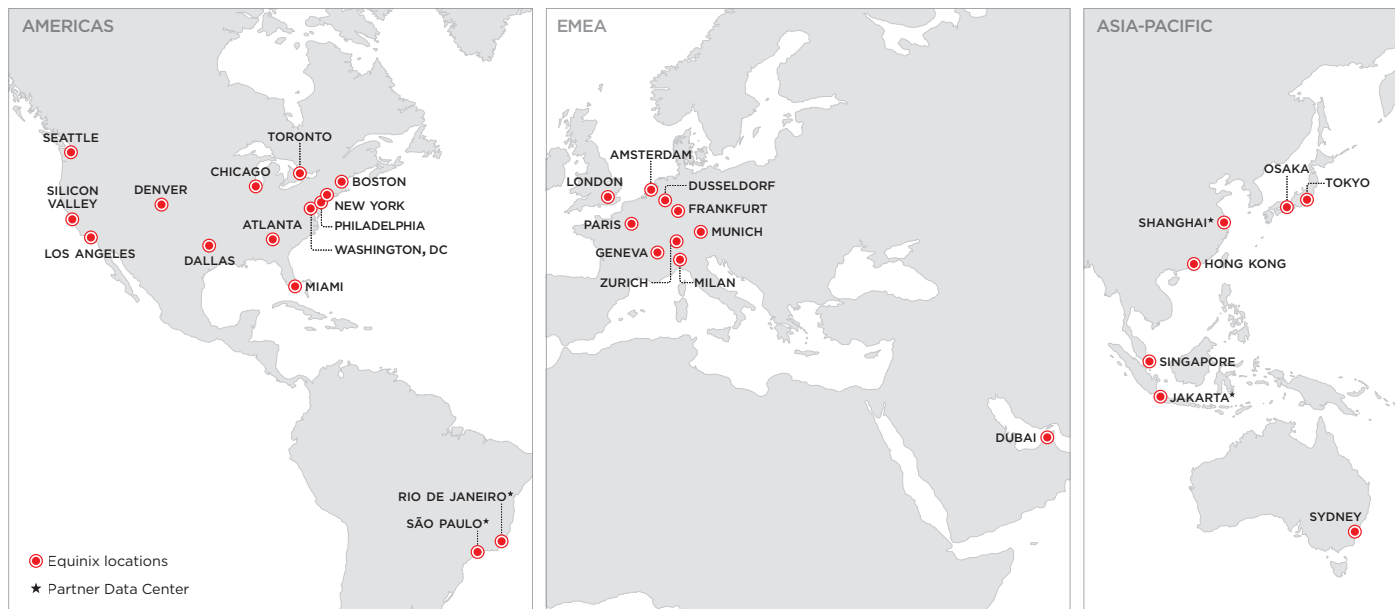 AMERICAS
SEATTLE
TORONTO
CHICAGO
BOSTON
SILICON
VALLEY
DENVER
NEW YORK
PHILADELPHIA
ATLANTA
WASHINGTON, DC
LOS ANGELES
DALLAS
MIAMI
RIO DE JANEIRO★
SÃO PAULO★
Equinix locations
★ Partner Data Center
EMEA
AMSTERDAM
LONDON
DUSSELDORF
FRANKFURT
PARIS
MUNICH
GENEVA
ZURICH
MILAN
DUBAI
ASIA-PACIFIC
OSAKA
TOKYO
SHANGHAI★
HONG KONG
SINGAPORE
JAKARTA★
SYDNEY